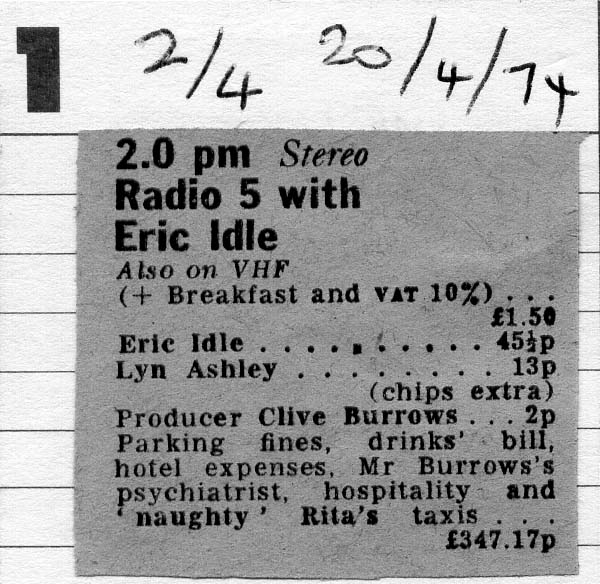 1 2/4 20/4/74
2.0 pm Stereo
Radio 5 with
Eric Idle
Also on VHF
(+ Breakfast and VAT 10%) . . .
£1.50
Eric Idle . . . . . . . . . . 45½p
Lyn Ashley . . . . . . . . 13p
(chips extra)
Producer Clive Burrows . . . 2p
Parking fines, drinks' bill,
hotel expenses, Mr Burrows's
psychiatrist, hospitality and
‘naughty’ Rita's taxis . . .
£347.17p